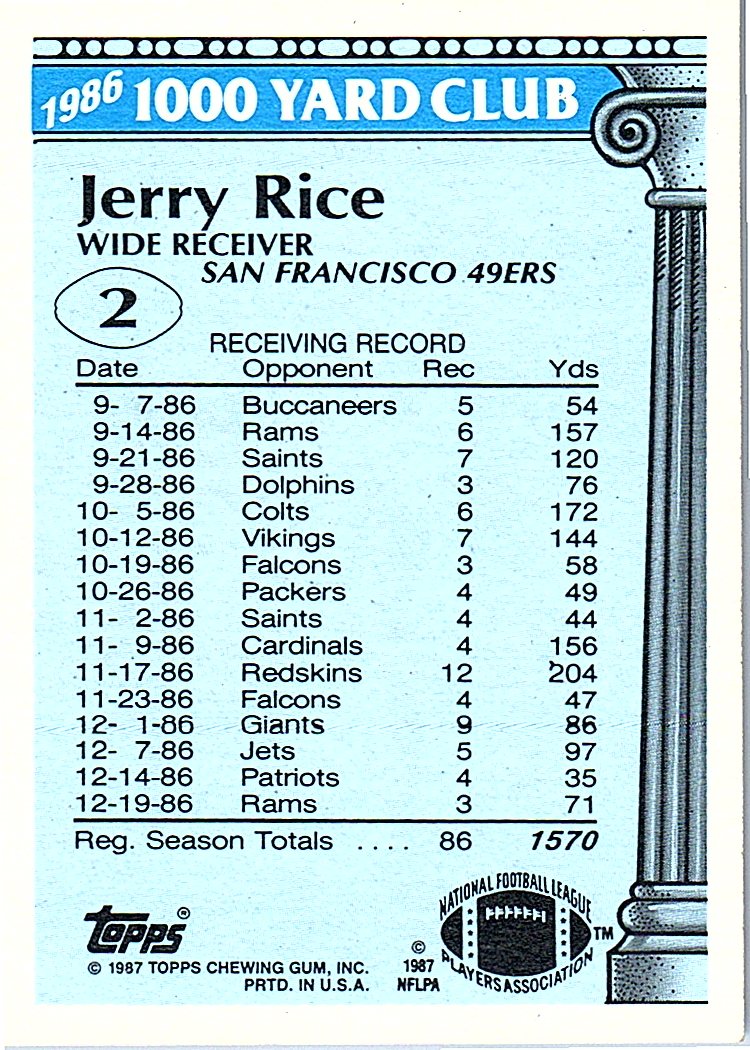 1986 1000 YARD CLUB
Jerry Rice
WIDE RECEIVER
SAN FRANCISCO 49ERS
2
RECEIVING RECORD
Date Opponent Rec Yds
9- 7-86 Buccaneers 5 54
9-14-86 Rams 6 157
9-21-86 Saints 7 120
9-28-86 Dolphins 3 76
10- 5-86 Colts 6 172
10-12-86 Vikings 7 144
10-19-86 Falcons 3 58
10-26-86 Packers 4 49
11- 2-86 Saints 4 44
11- 9-86 Cardinals 4 156
11-17-86 Redskins 12 204
11-23-86 Falcons 4 47
12- 1-86 Giants 9 86
12- 7-86 Jets 5 97
12-14-86 Patriots 4 35
12-19-86 Rams 3 71
Reg. Season Totals .... 86 1570
topps®
© 1987 TOPPS CHEWING GUM, INC.
PRTD. IN U.S.A.
©
1987
NFLPA
NATIONAL FOOTBALL LEAGUE
PLAYERS ASSOCIATION
TM